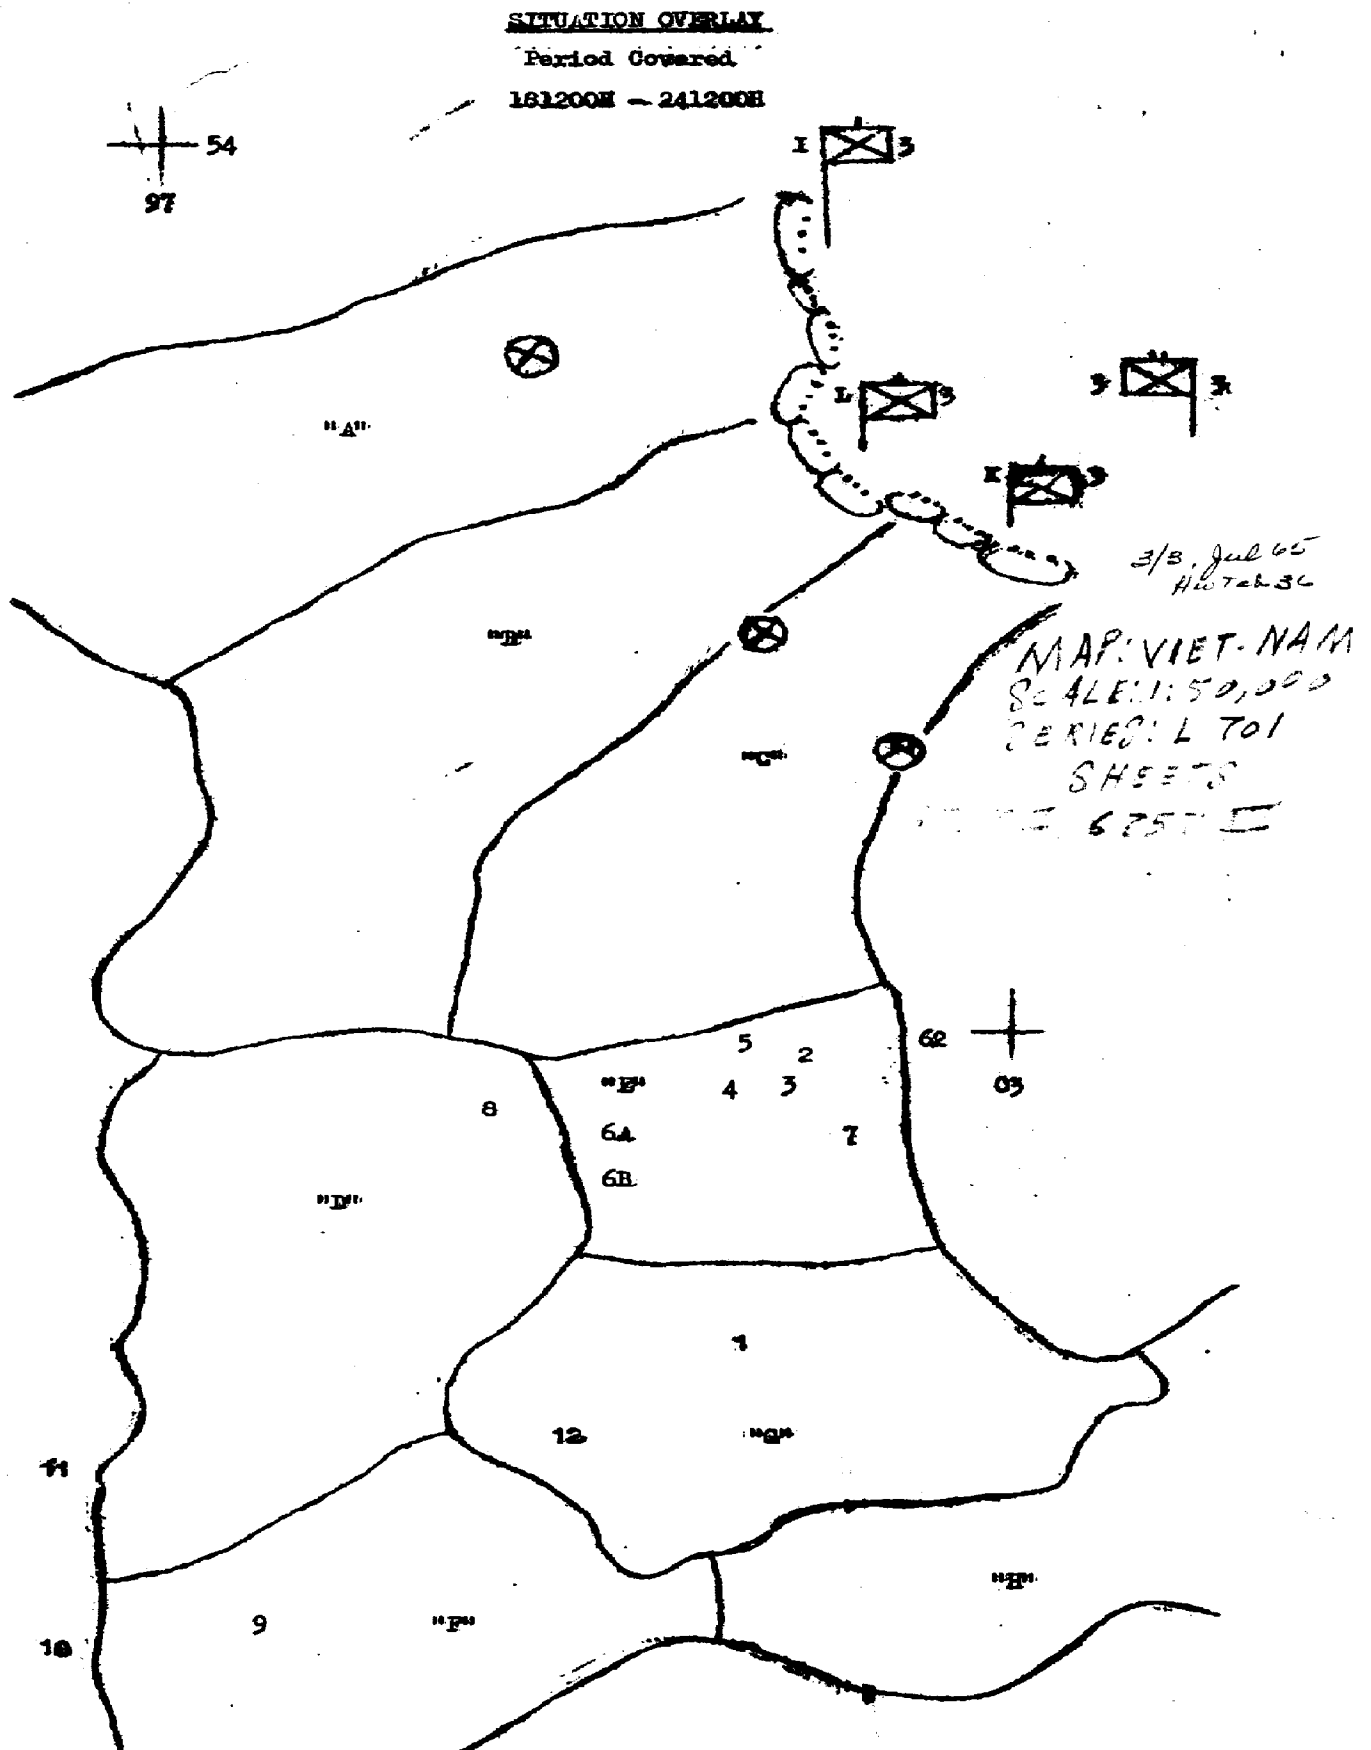 SITUATION OVERLAY
Period Covered
181200H - 241200H
54
97
I 3
L 3
3 3
K 3
"A"
3/3, Jul 65
"B"
MAP: VIET-NAM
SCALE: 1:50,000
SERIES: L 701
"C"
SHEETS
5
2
62
"E"
4
3
03
8
6A
7
6B
"D"
1
12
"G"
11
"H"
9
"F"
10